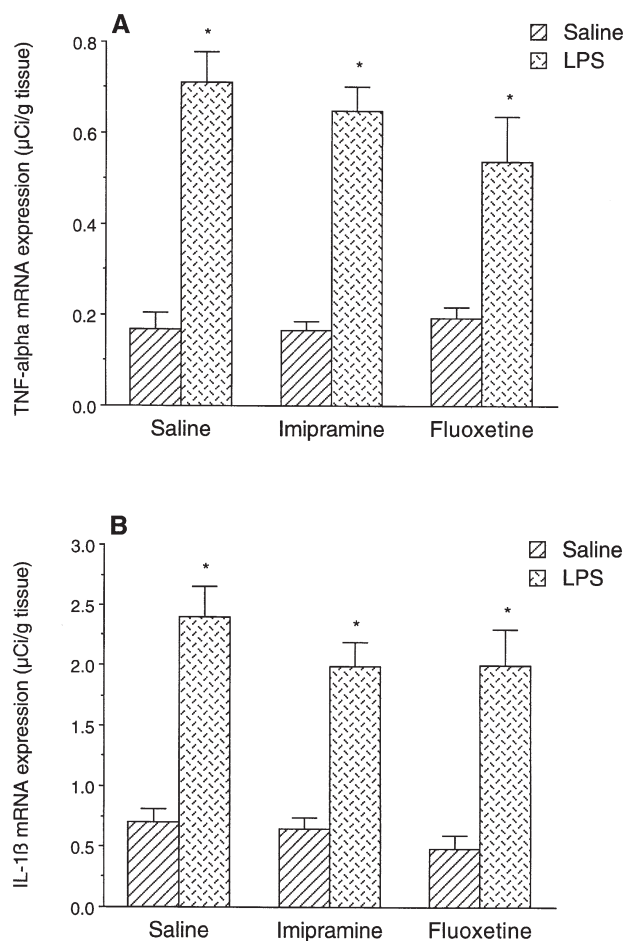 A
Saline
LPS
TNF-alpha mRNA expression (µCi/g tissue)
0.8
0.6
0.4
0.2
0.0
*
*
*
Saline Imipramine Fluoxetine
B
Saline
LPS
IL-1ß mRNA expression (µCi/g tissue)
3.0
2.5
2.0
1.5
1.0
0.5
0.0
*
*
*
Saline Imipramine Fluoxetine